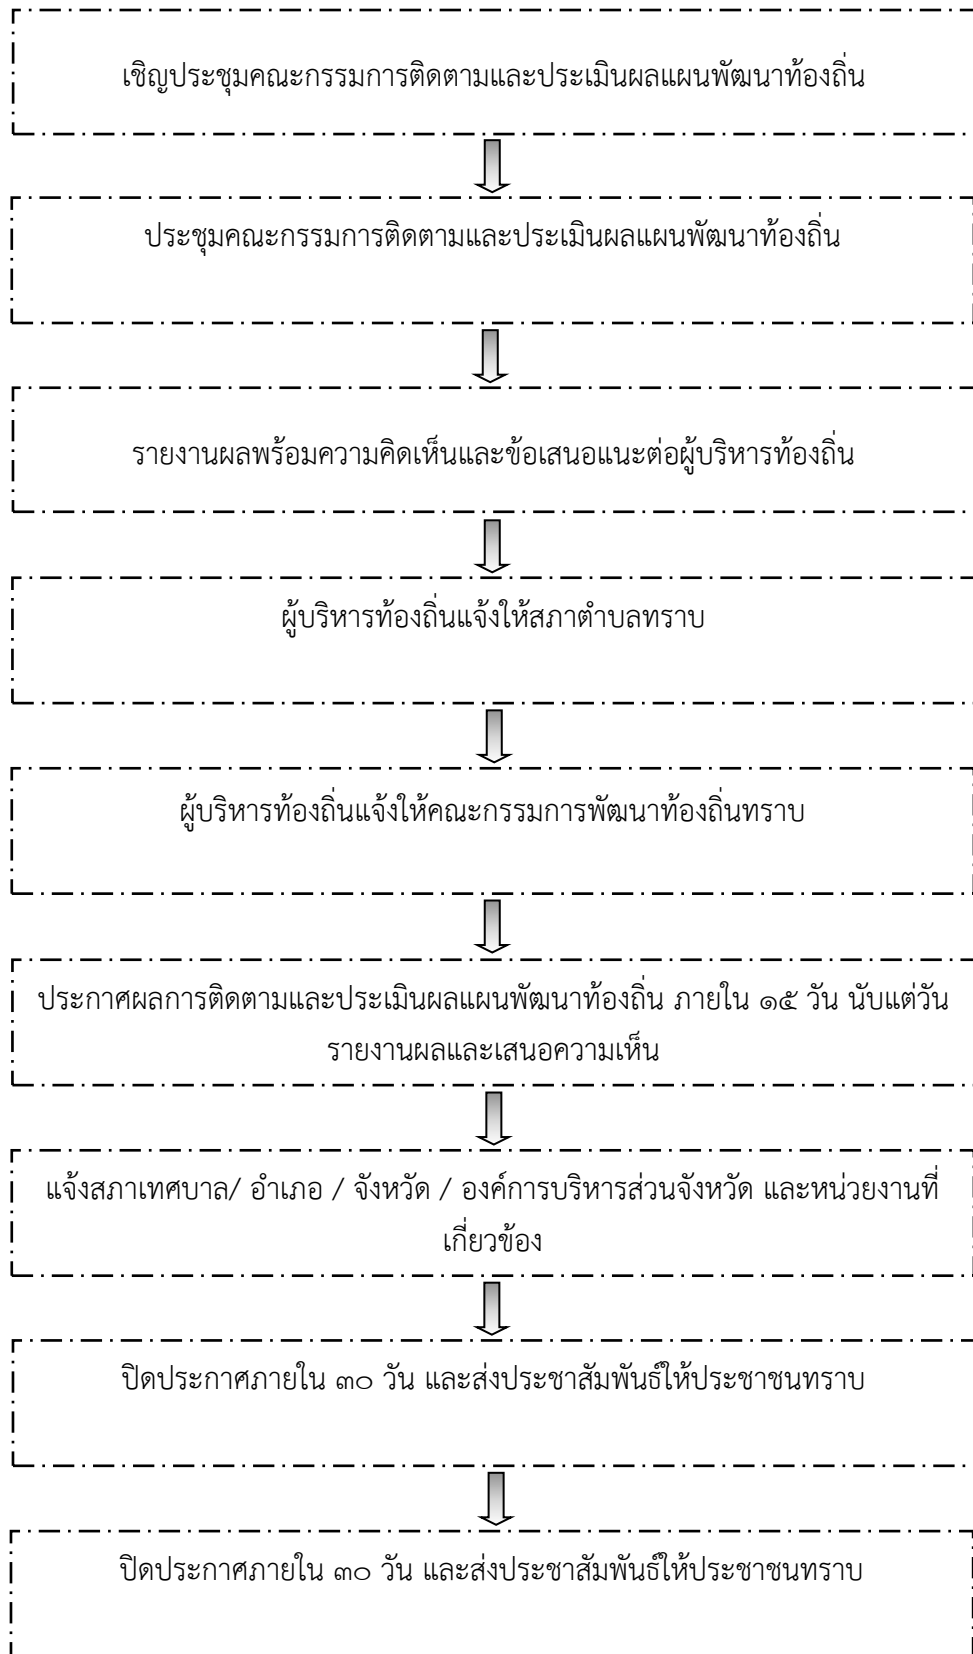 เชิญประชุมคณะกรรมการติดตามและประเมินผลแผนพัฒนาท้องถิ่น
ประชุมคณะกรรมการติดตามและประเมินผลแผนพัฒนาท้องถิ่น
รายงานผลพร้อมความคิดเห็นและข้อเสนอแนะต่อผู้บริหารท้องถิ่น
ผู้บริหารท้องถิ่นแจ้งให้สภาตำบลทราบ
ผู้บริหารท้องถิ่นแจ้งให้คณะกรรมการพัฒนาท้องถิ่นทราบ
ประกาศผลการติดตามและประเมินผลแผนพัฒนาท้องถิ่น ภายใน ๑๕ วัน นับแต่วัน
รายงานผลและเสนอความเห็น
แจ้งสภาเทศบาล/ อำเภอ / จังหวัด / องค์การบริหารส่วนจังหวัด และหน่วยงานที่
เกี่ยวข้อง
ปิดประกาศภายใน ๓๐ วัน และส่งประชาสัมพันธ์ให้ประชาชนทราบ
ปิดประกาศภายใน ๓๐ วัน และส่งประชาสัมพันธ์ให้ประชาชนทราบ